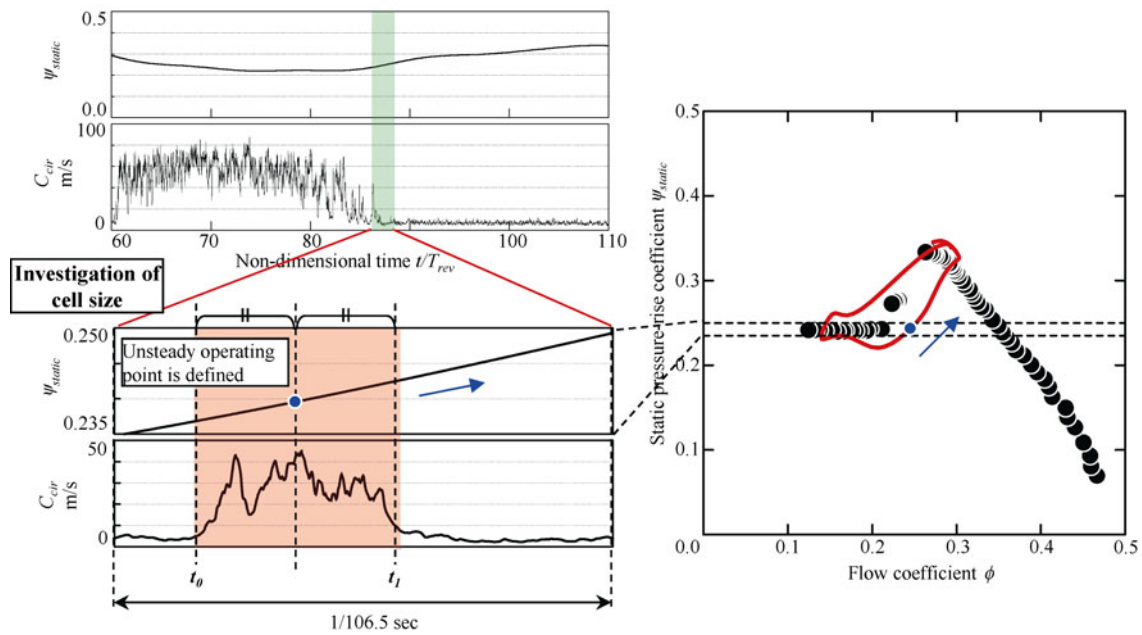 0.5
ψstatic
0.0
100
Ccir
m/s
0
60
70
80
90
100
110
Non-dimensional time t/Trev
Investigation of
cell size
0.250
Unsteady operating
point is defined
ψstatic
0.235
50
Ccir
m/s
0
t0
t1
1/106.5 sec
0.5
0.4
0.3
0.2
0.1
0.0
Static pressure-rise coefficient ψstatic
0.1
0.2
0.3
0.4
0.5
Flow coefficient ϕ